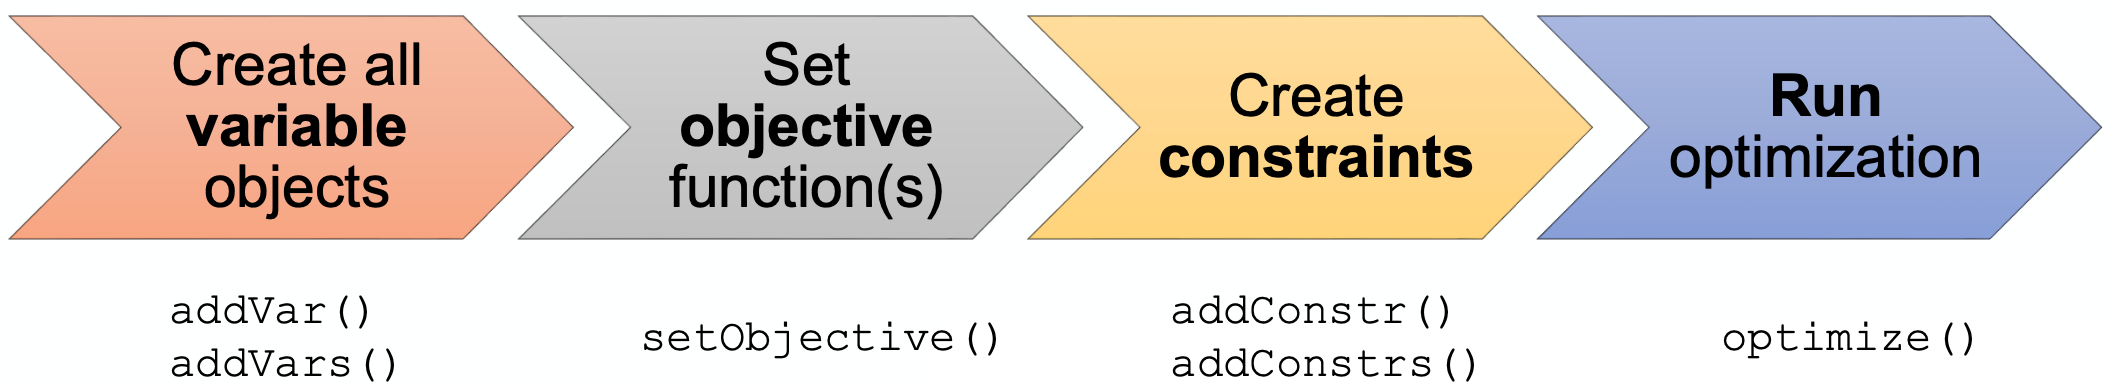 Create all
variable
objects
Set
objective
function(s)
Create
constraints
Run
optimization
addVar()
addVars()
setObjective()
addConstr()
addConstrs()
optimize()